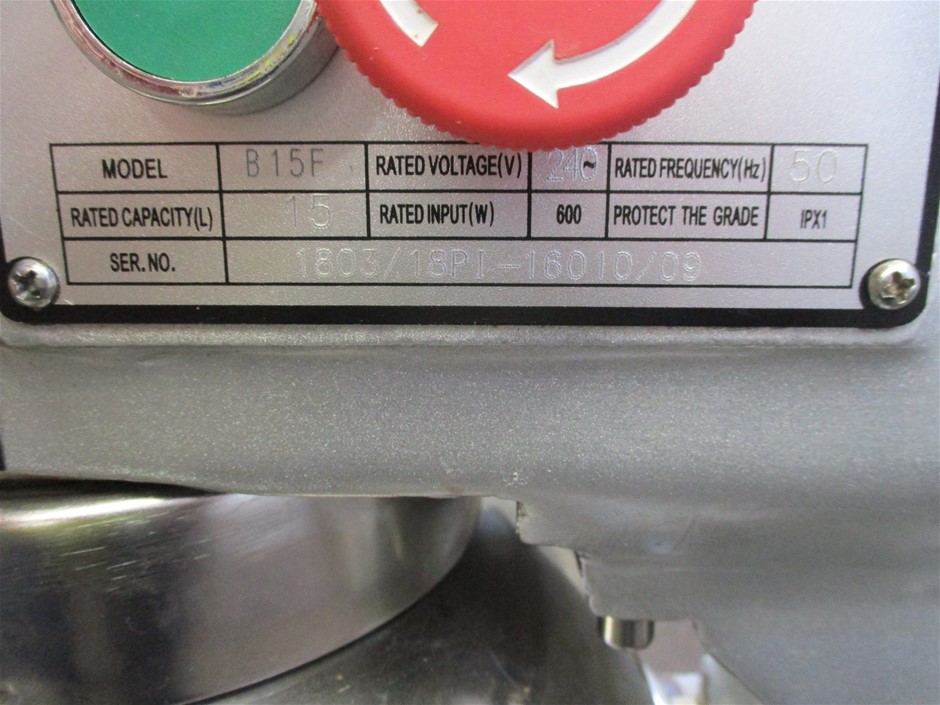 MODEL B15F RATED VOLTAGE(V) 240~ RATED FREQUENCY(Hz) 50
RATED CAPACITY(L) 15 RATED INPUT(W) 600 PROTECT THE GRADE IPX1
SER.NO. 1803/18PI-16010/09